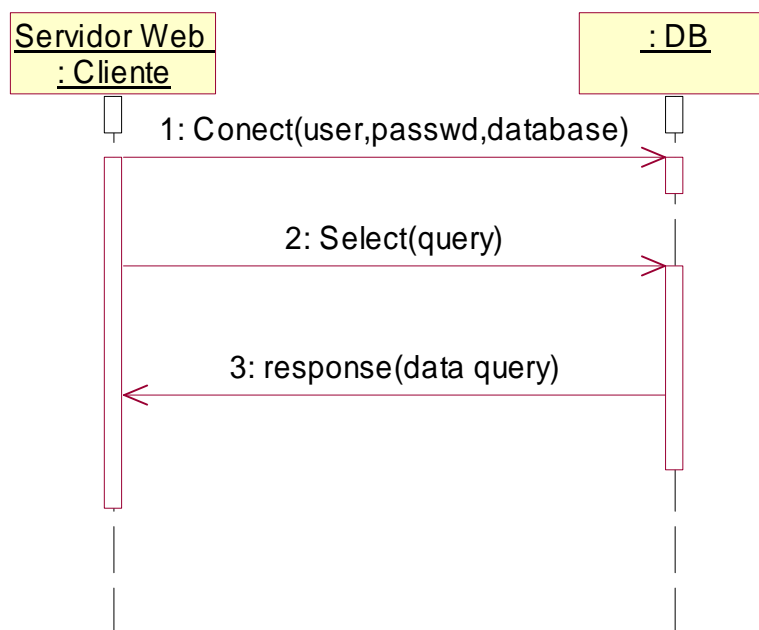 Servidor Web
: Cliente
: DB
1: Conect(user,passwd,database)
2: Select(query)
3: response(data query)